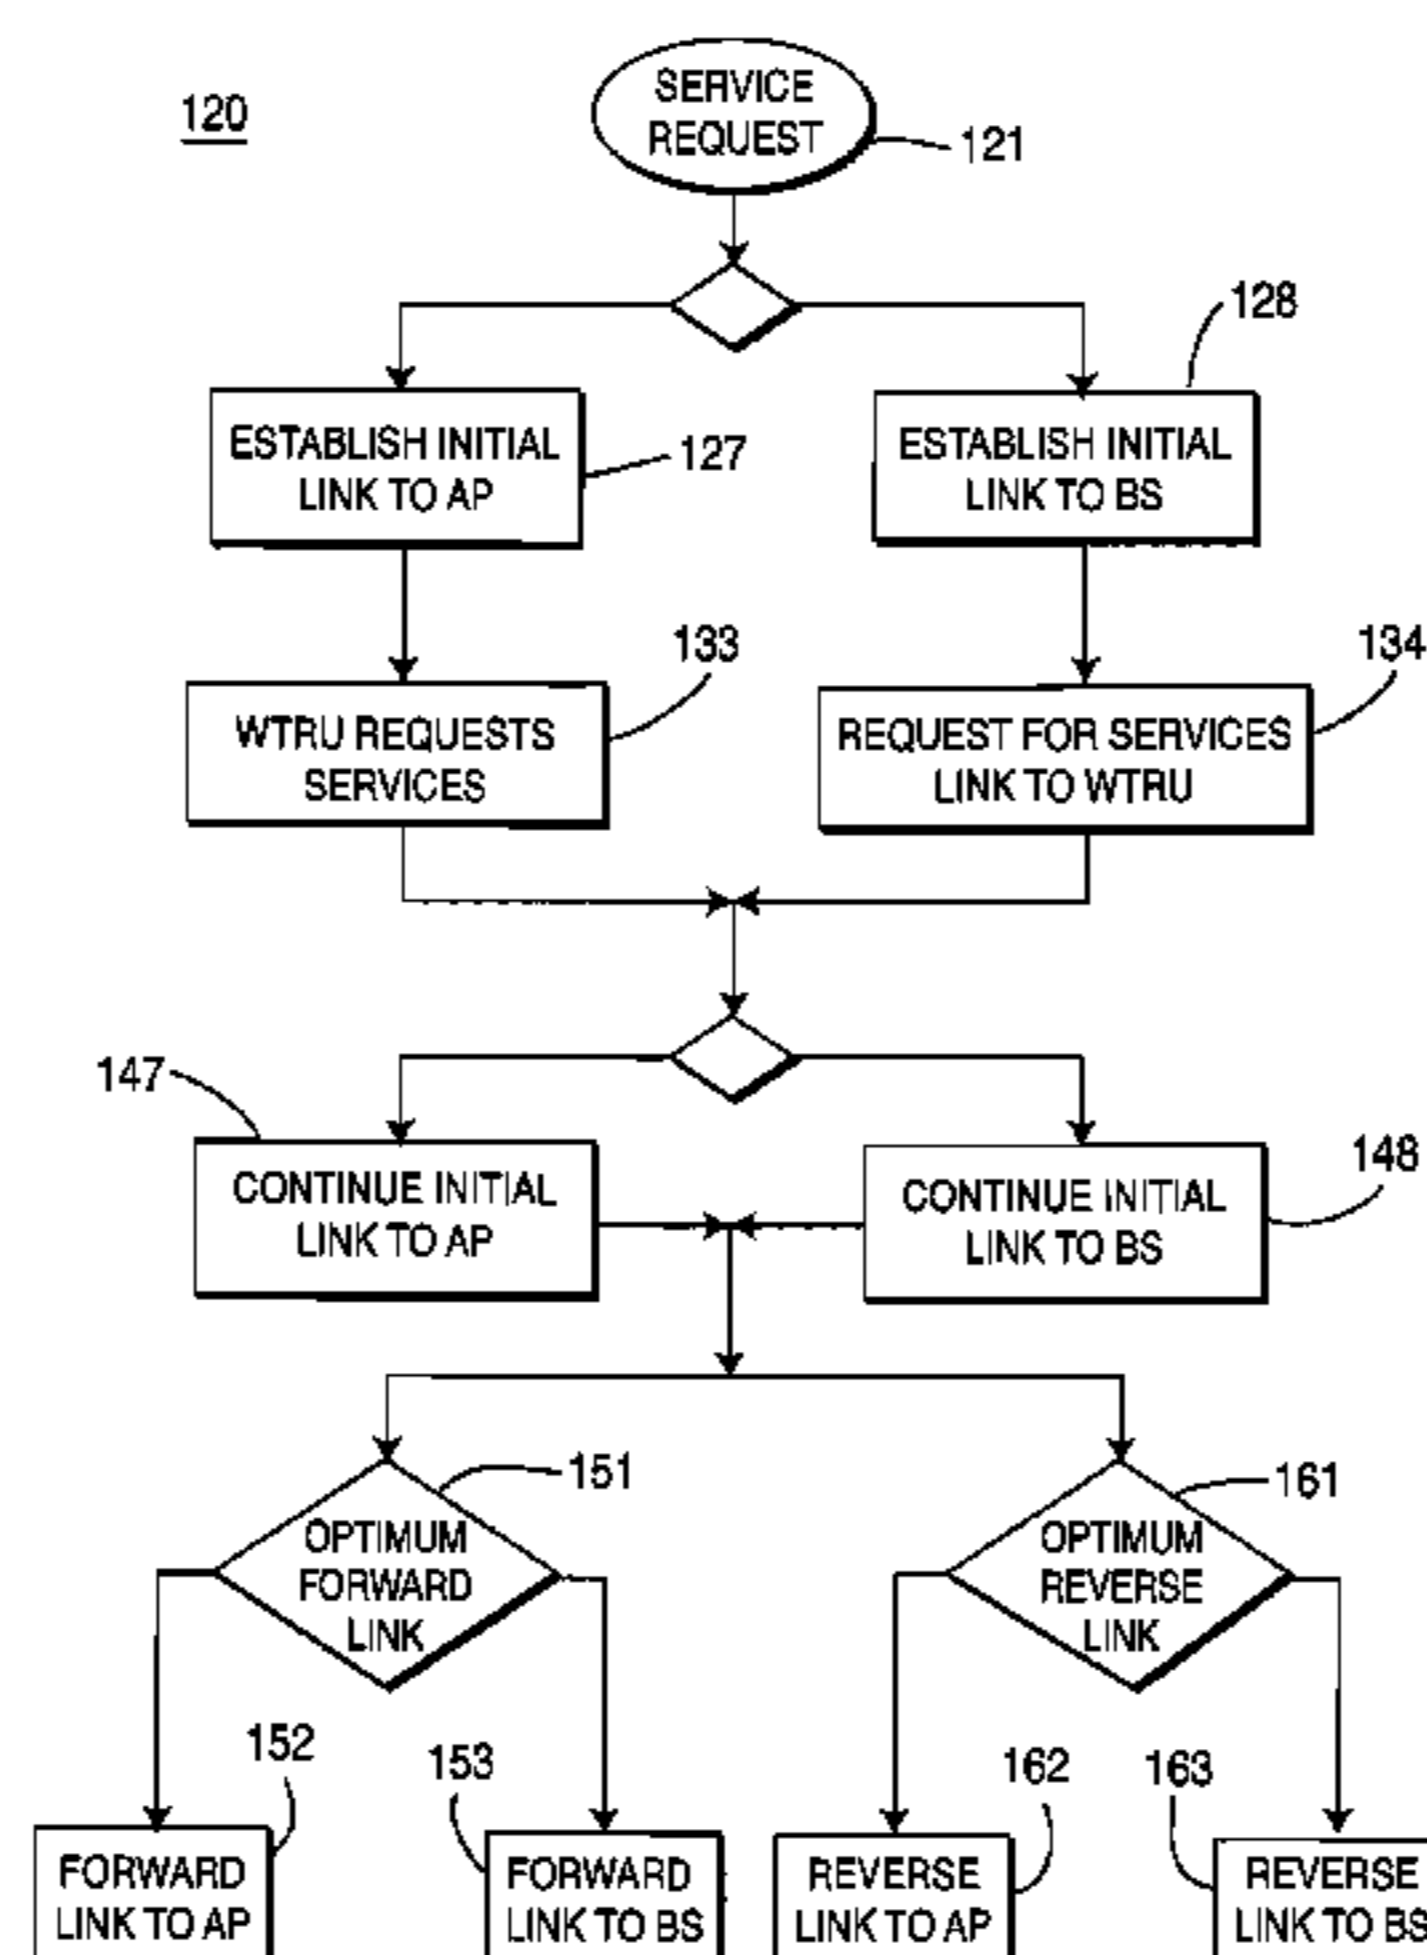 120
SERVICE
REQUEST
121
128
ESTABLISH INITIAL
LINK TO AP
127
ESTABLISH INITIAL
LINK TO BS
133
134
WTRU REQUESTS
SERVICES
REQUEST FOR SERVICES
LINK TO WTRU
147
148
CONTINUE INITIAL
LINK TO AP
CONTINUE INITIAL
LINK TO BS
151
161
OPTIMUM
FORWARD
LINK
OPTIMUM
REVERSE
LINK
152
153
162
163
FORWARD
LINK TO AP
FORWARD
LINK TO BS
REVERSE
LINK TO AP
REVERSE
LINK TO BS